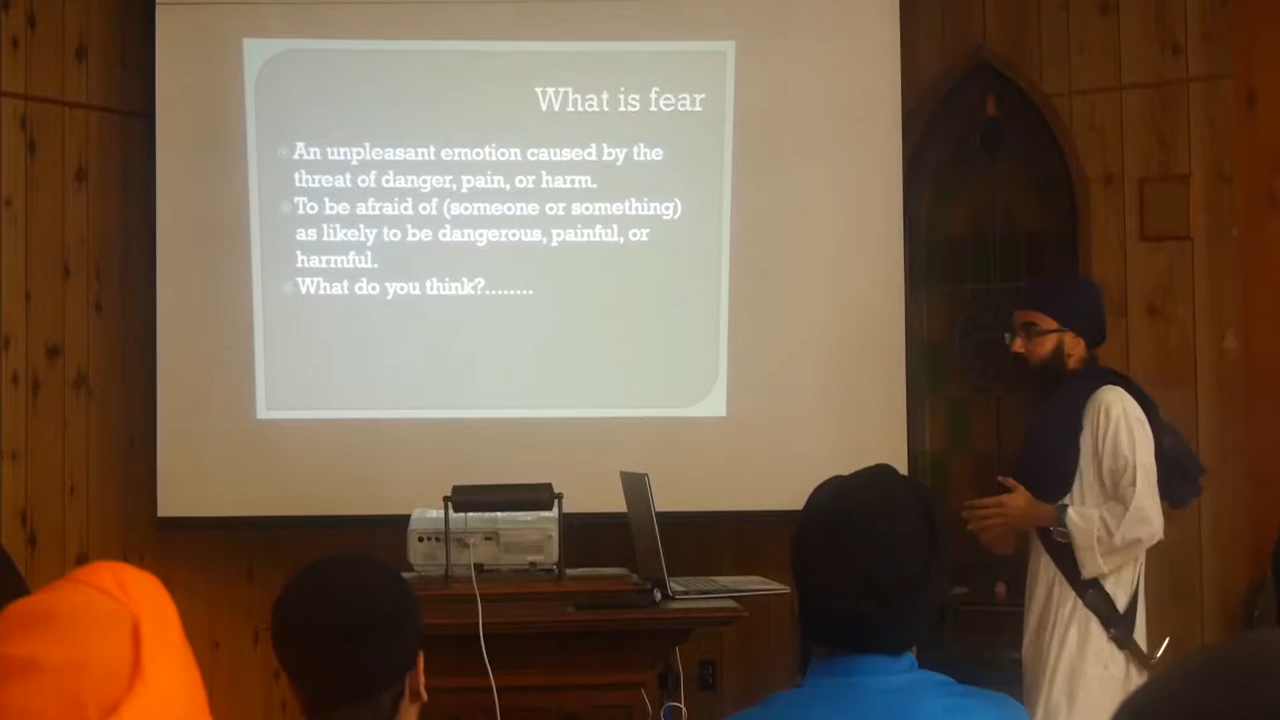 What is fear
An unpleasant emotion caused by the
threat of danger, pain, or harm.
To be afraid of (someone or something)
as likely to be dangerous, painful, or
harmful.
What do you think?........